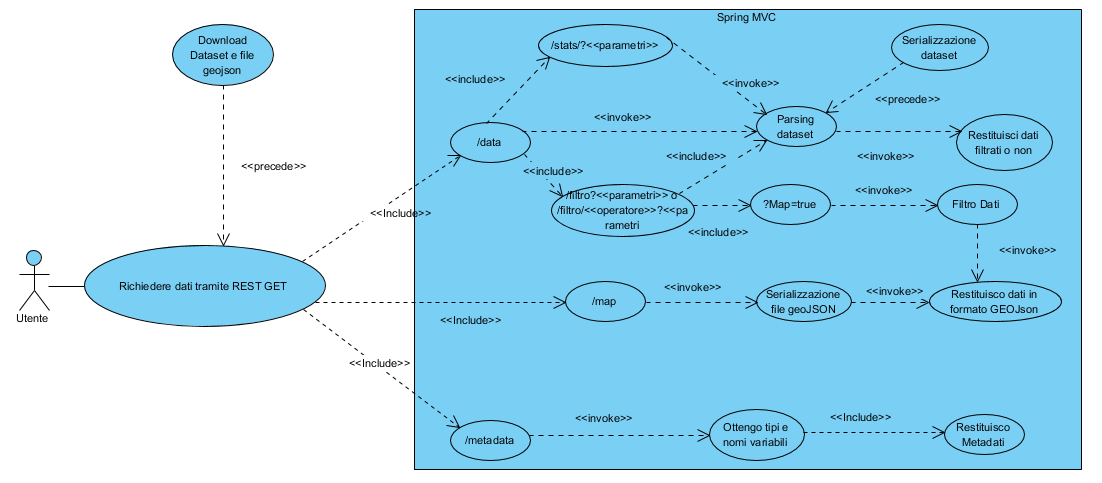 Spring MVC
Download
Dataset e file
geojson
/stats/?<<parametri>>
Serializzazione
dataset
<<include>>
<<invoke>>
<<precede>>
Parsing
dataset
<<invoke>>
Restituisci dati
filtrati o non
/data
<<include>>
<<invoke>>
<<precede>>
<<include>>
/filtro?<<parametri>> o
/filtro/<<operatore>>?<<pa
rametri
?Map=true
<<invoke>>
Filtro Dati
<<Include>>
<<include>>
<<invoke>>
Richiedere dati tramite REST GET
Utente
/map
<<invoke>>
Serializzazione
file geoJSON
<<invoke>>
Restituisco dati in
formato GEOJson
<<Include>>
<<Include>>
/metadata
<<invoke>>
Ottengo tipi e
nomi variabili
<<Include>>
Restituisco
Metadati